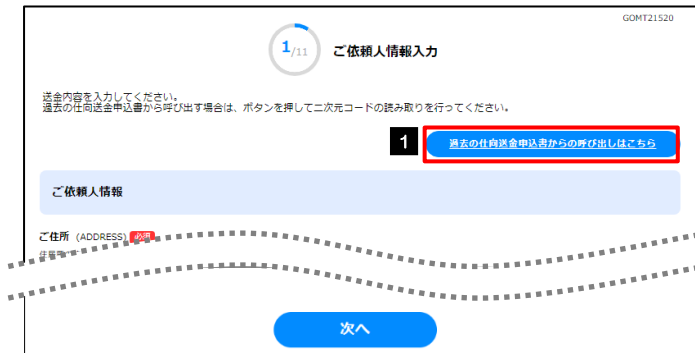 GOMT21520
1/11 ご依頼人情報入力
送金内容を入力してください。
過去の仕向送金申込書から呼び出す場合は、ボタンを押して二次元コードの読み取りを行ってください。
1 過去の仕向送金申込書からの呼び出しはこちら
ご依頼人情報
ご住所 (ADDRESS) 必須
次へ